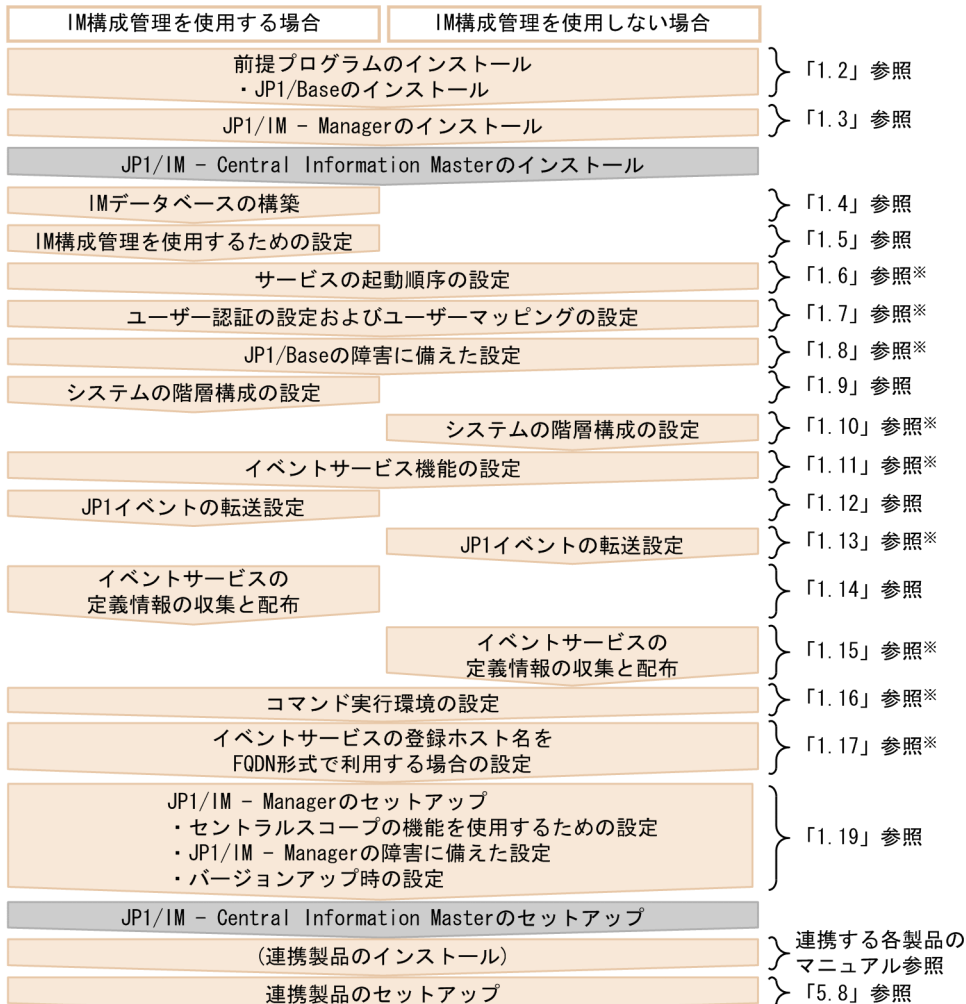 IM構成管理を使用する場合
IM構成管理を使用しない場合
前提プログラムのインストール
・JP1/Baseのインストール
「1.2」参照
JP1/IM - Managerのインストール
「1.3」参照
JP1/IM - Central Information Masterのインストール
IMデータベースの構築
「1.4」参照
IM構成管理を使用するための設定
「1.5」参照
サービスの起動順序の設定
「1.6」参照※
ユーザー認証の設定およびユーザーマッピングの設定
「1.7」参照※
JP1/Baseの障害に備えた設定
「1.8」参照※
システムの階層構成の設定
「1.9」参照
システムの階層構成の設定
「1.10」参照※
イベントサービス機能の設定
「1.11」参照※
JP1イベントの転送設定
「1.12」参照
JP1イベントの転送設定
「1.13」参照※
イベントサービスの
定義情報の収集と配布
「1.14」参照
イベントサービスの
定義情報の収集と配布
「1.15」参照※
コマンド実行環境の設定
「1.16」参照※
イベントサービスの登録ホスト名を
FQDN形式で利用する場合の設定
「1.17」参照※
JP1/IM - Managerのセットアップ
・セントラルスコープの機能を使用するための設定
・JP1/IM - Managerの障害に備えた設定
・バージョンアップ時の設定
「1.19」参照
JP1/IM - Central Information Masterのセットアップ
(連携製品のインストール)
連携する各製品の
マニュアル参照
連携製品のセットアップ
「5.8」参照